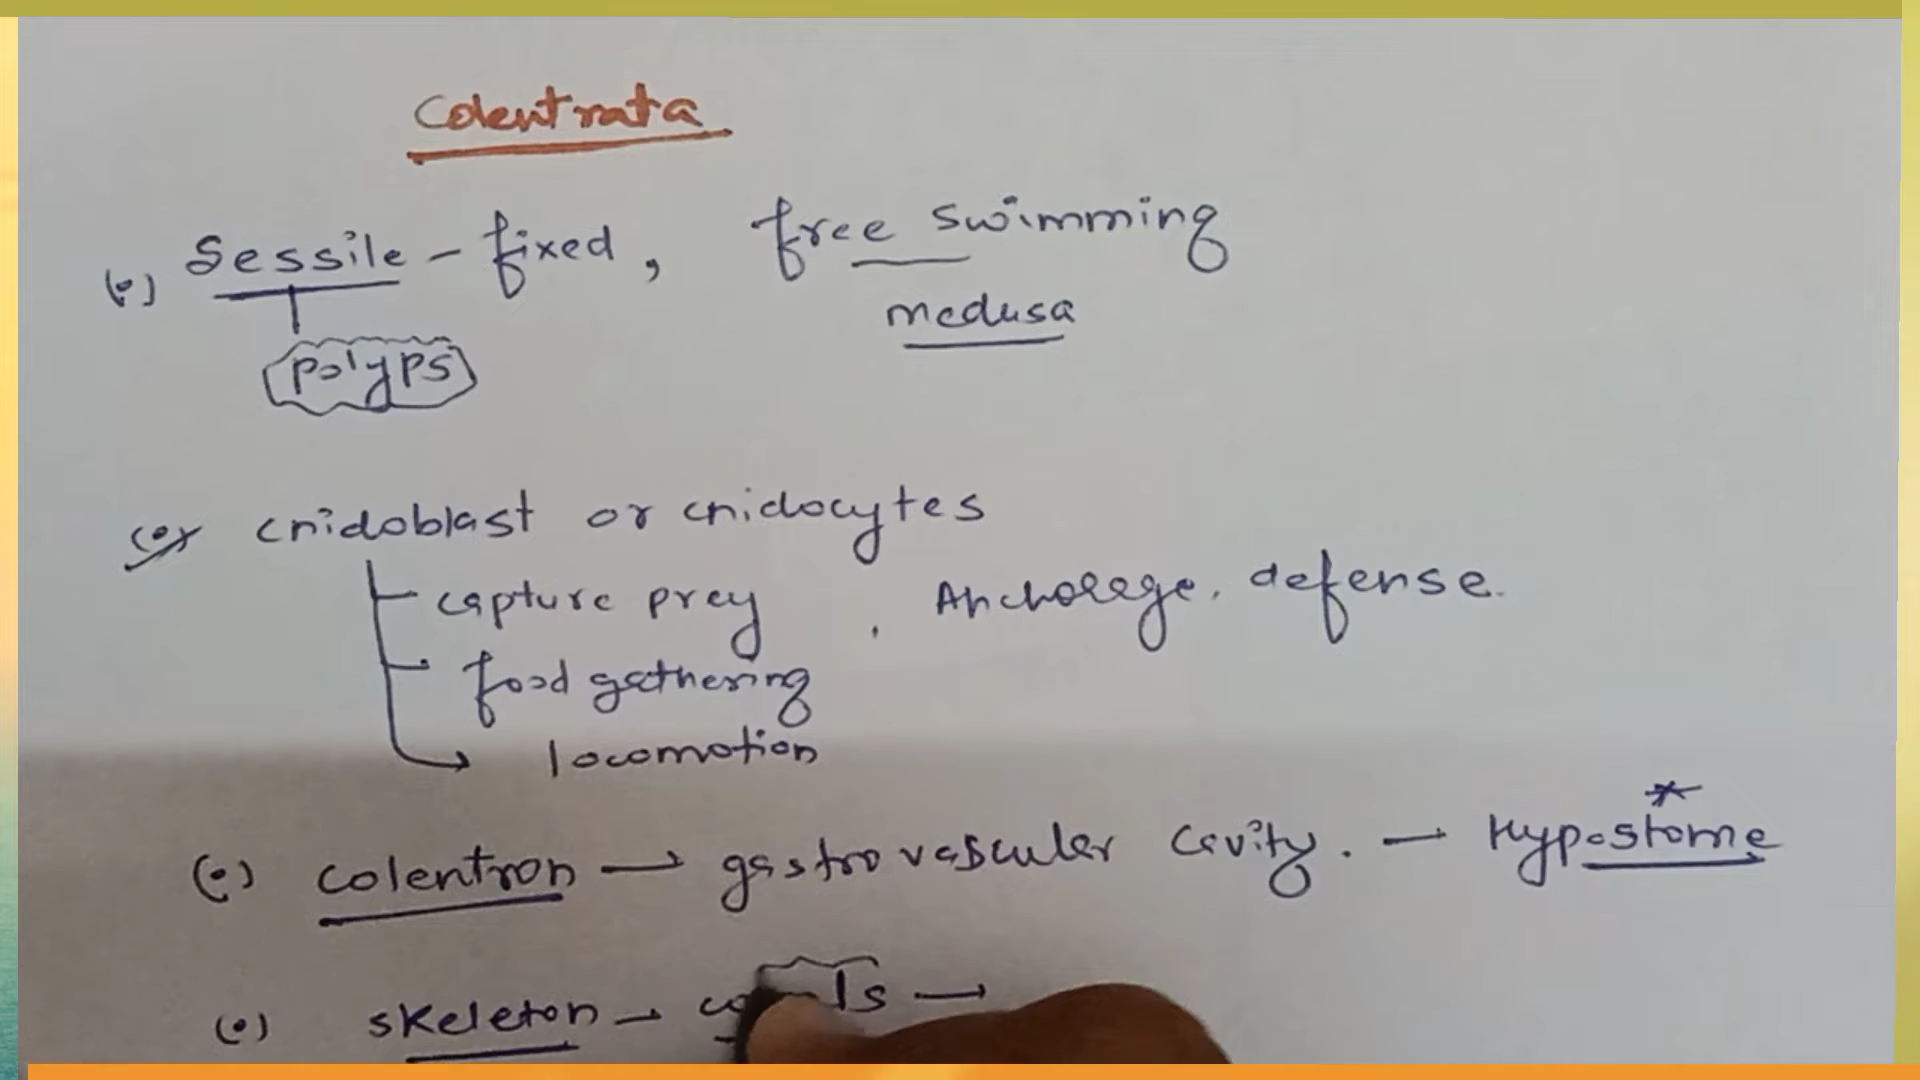 Colentrata
(•) Sessile - fixed, free swimming
polyps
medusa
(•) cnidoblast or cnidocytes
capture prey, Anchorage, defense.
food gathering
locomotion
(•) colentron → gastrovascular cavity. → Hypostome *
(•) skeleton →